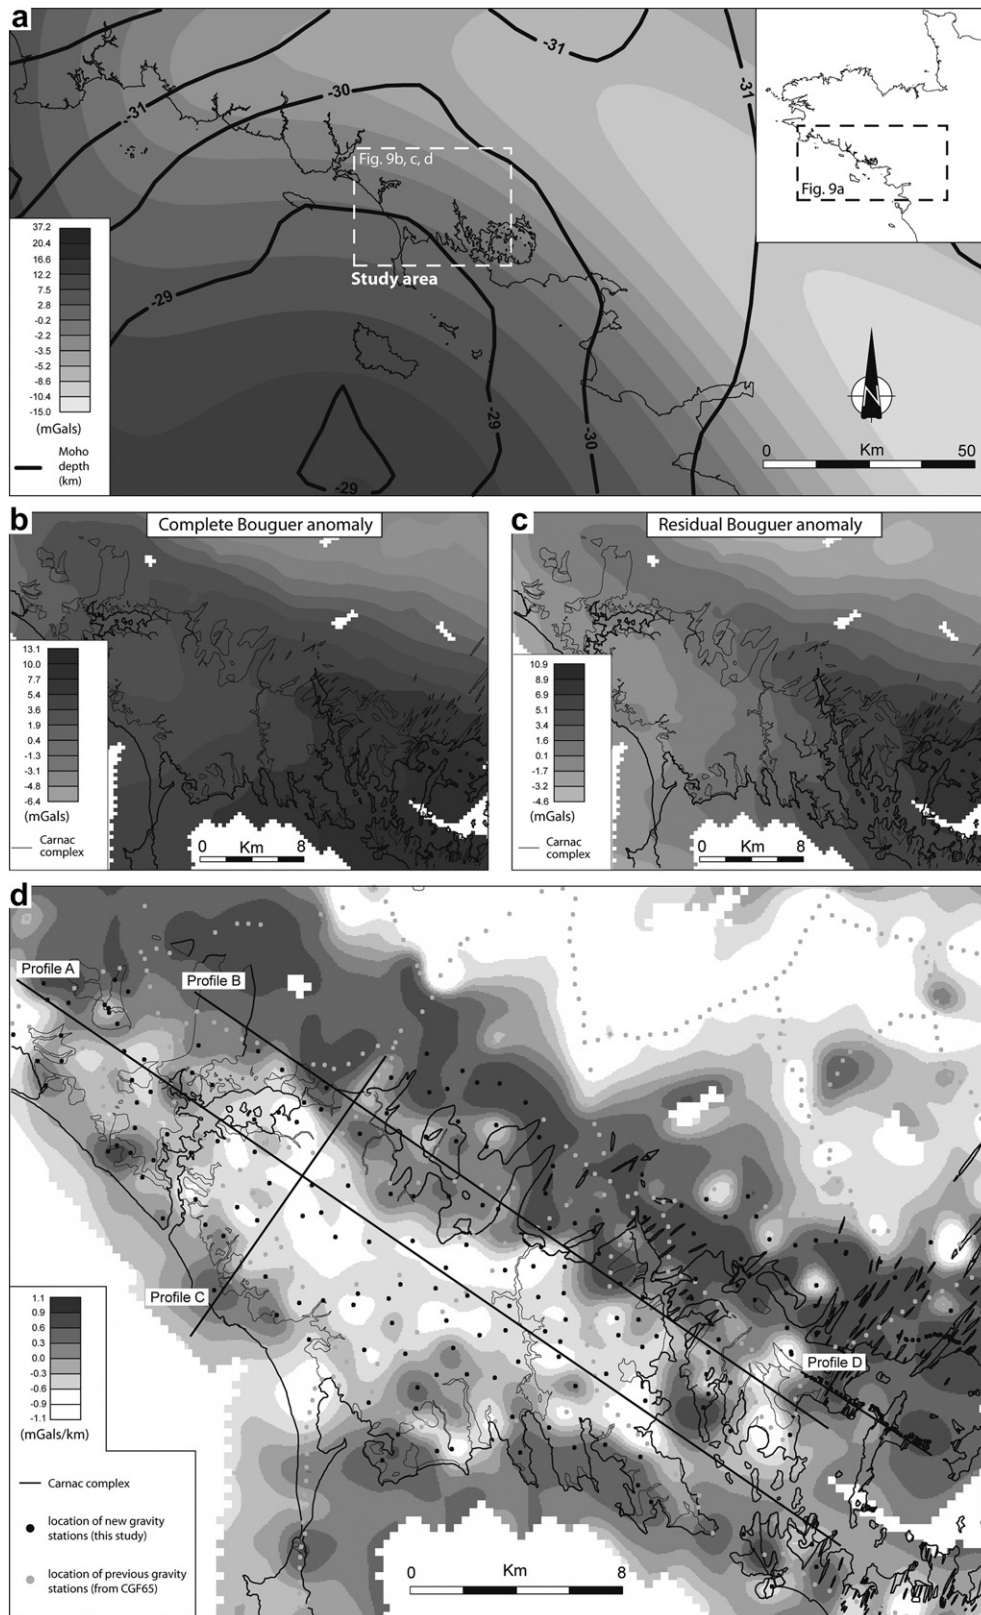 a
-31
-31
-31
-30
Fig. 9b, c, d
Fig. 9a
Study area
-29
-29
-30
-29
37.2
20.4
16.6
12.2
7.5
2.8
-0.2
-2.2
-3.5
-5.2
-8.6
-10.4
-15.0
(mGals)
Moho
depth
(km)
N
0 Km 50
b
Complete Bouguer anomaly
13.1
10.0
7.7
5.4
3.6
1.9
0.4
-1.3
-3.1
-4.8
-6.4
(mGals)
Carnac
complex
0 Km 8
c
Residual Bouguer anomaly
10.9
8.9
6.9
5.1
3.4
1.6
0.1
-1.7
-3.2
-4.6
(mGals)
Carnac
complex
0 Km 8
d
Profile A
Profile B
Profile C
Profile D
1.1
0.9
0.6
0.3
0.0
-0.3
-0.6
-0.9
-1.1
(mGals/km)
Carnac complex
location of new gravity
stations (this study)
location of previous gravity
stations (from CGF65)
Km
0 8